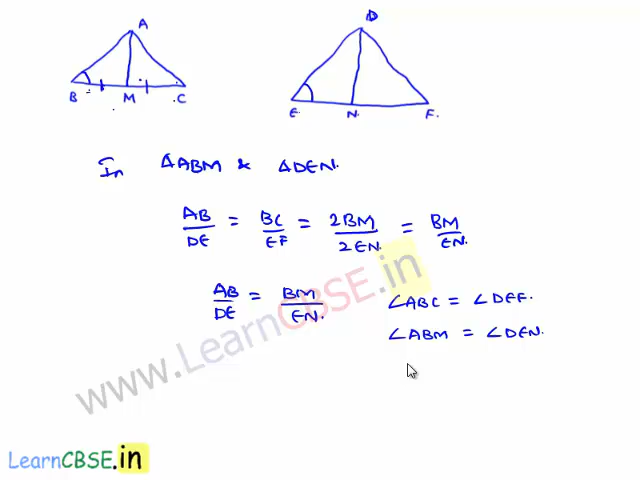 A
B
M
C
D
E
N
F
In ΔABM & ΔDEN.
AB/DE = BC/EF = 2BM/2EN = BM/EN.
AB/DE = BM/EN.
∠ABC = ∠DEF.
∠ABM = ∠DEN.
www.LearnCBSE.in
LearnCBSE.in